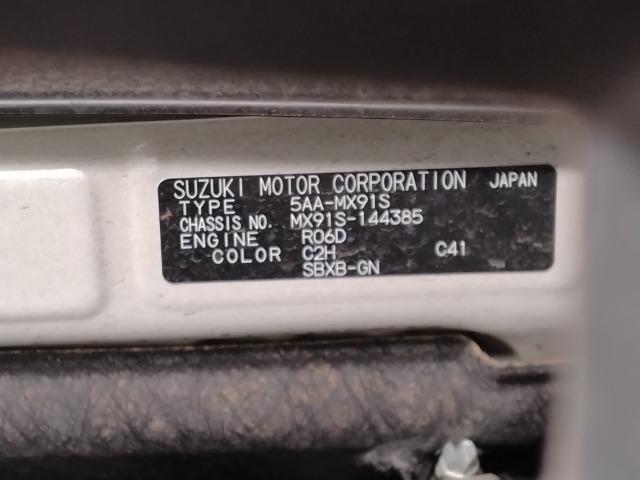 SUZUKI MOTOR CORPORATION JAPAN
TYPE 5AA-MX91S
CHASSIS NO. MX91S-144385
ENGINE R06D
COLOR C2H C41
SBXB-GN